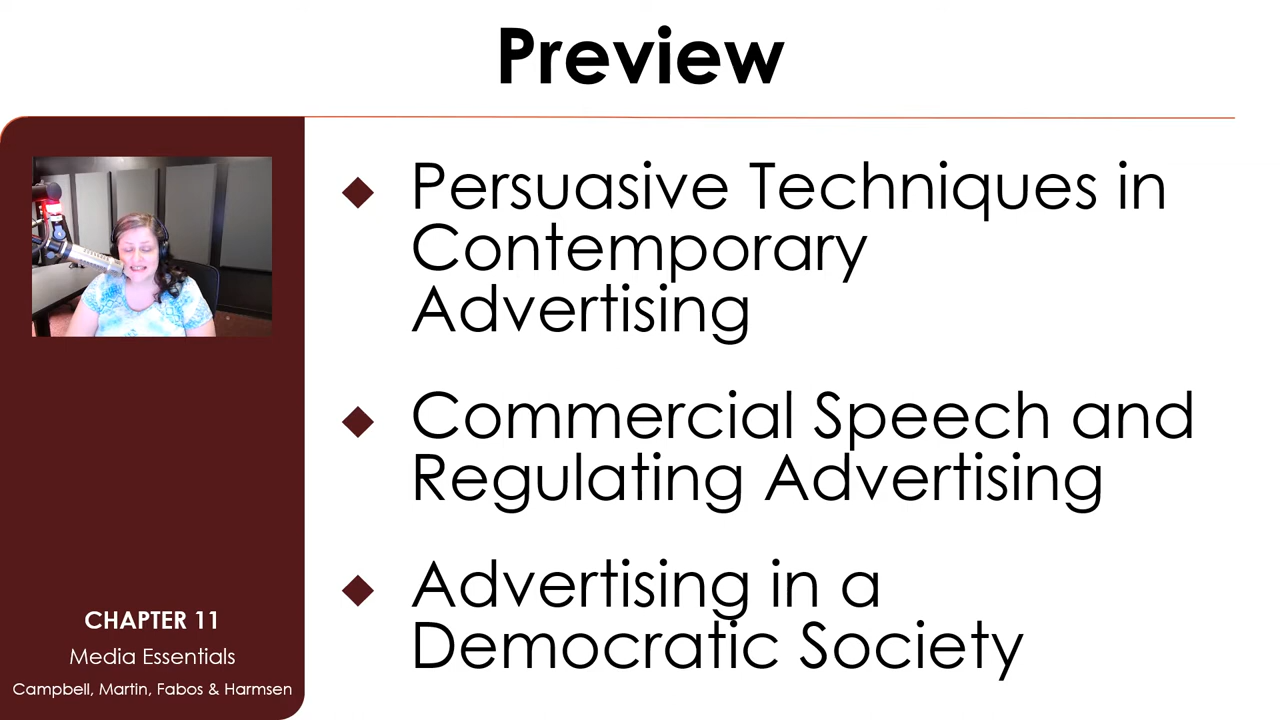 Preview
Persuasive Techniques in
Contemporary
Advertising
Commercial Speech and
Regulating Advertising
Advertising in a
Democratic Society
CHAPTER 11
Media Essentials
Campbell, Martin, Fabos & Harmsen